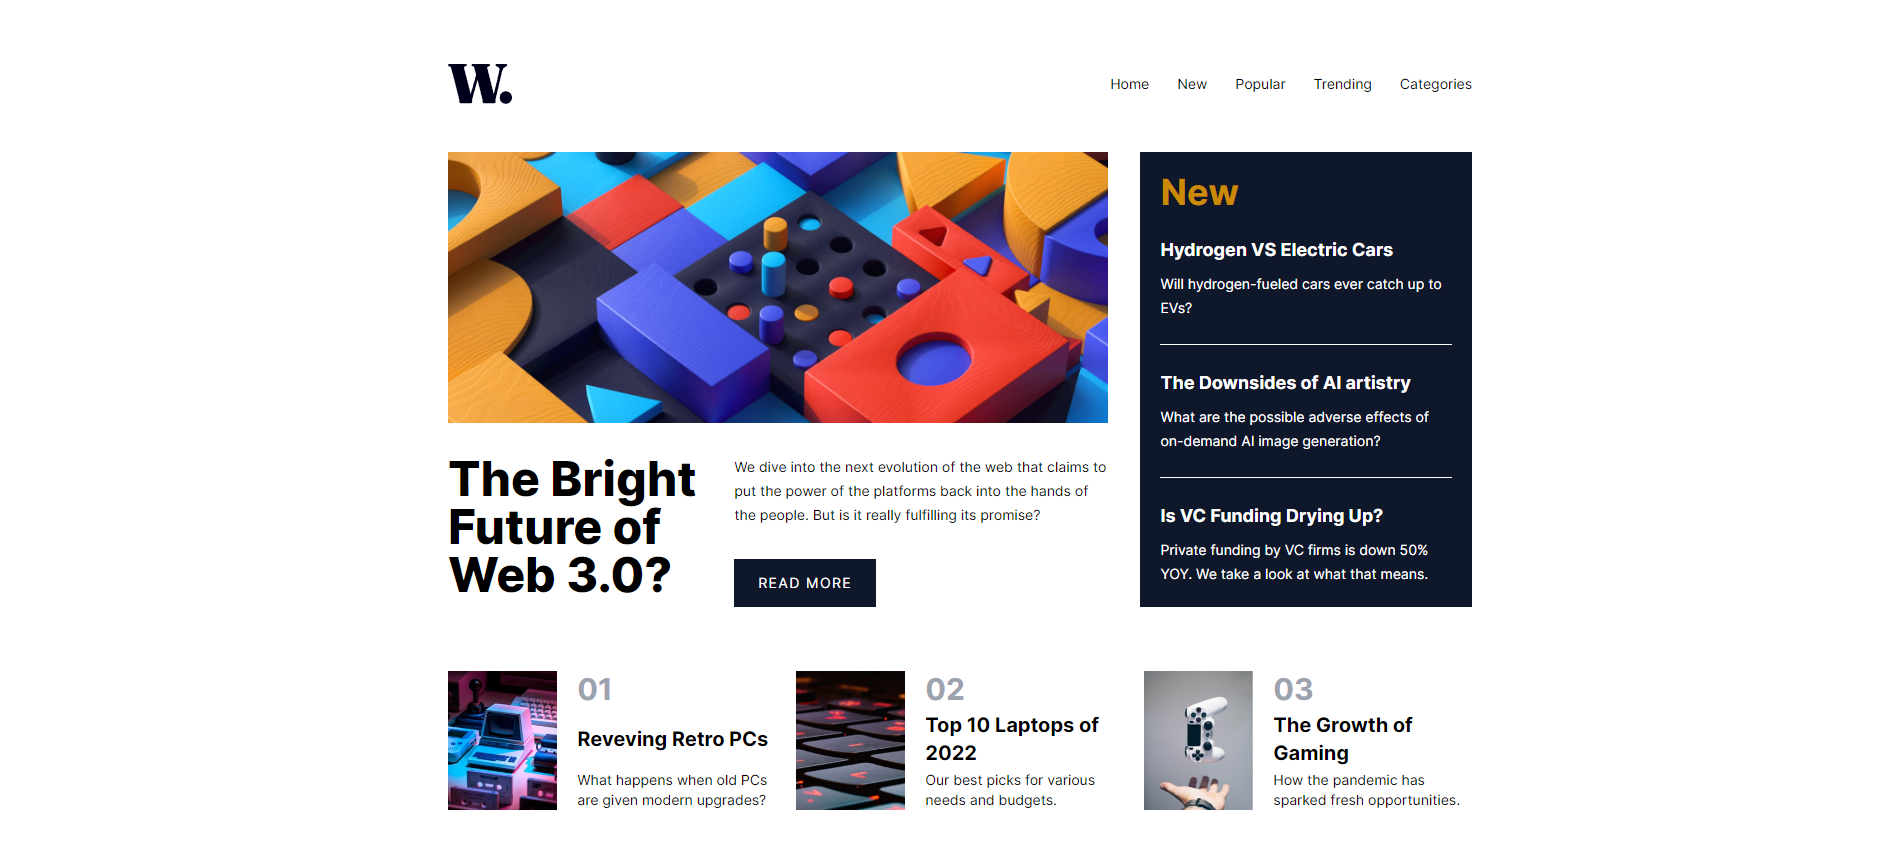 W.
Home New Popular Trending Categories
The Bright
Future of
Web 3.0?
We dive into the next evolution of the web that claims to
put the power of the platforms back into the hands of
the people. But is it really fulfilling its promise?
READ MORE
New
Hydrogen VS Electric Cars
Will hydrogen-fueled cars ever catch up to
EVs?
The Downsides of AI artistry
What are the possible adverse effects of
on-demand AI image generation?
Is VC Funding Drying Up?
Private funding by VC firms is down 50%
YOY. We take a look at what that means.
01
Reveving Retro PCs
What happens when old PCs
are given modern upgrades?
02
Top 10 Laptops of
2022
Our best picks for various
needs and budgets.
03
The Growth of
Gaming
How the pandemic has
sparked fresh opportunities.